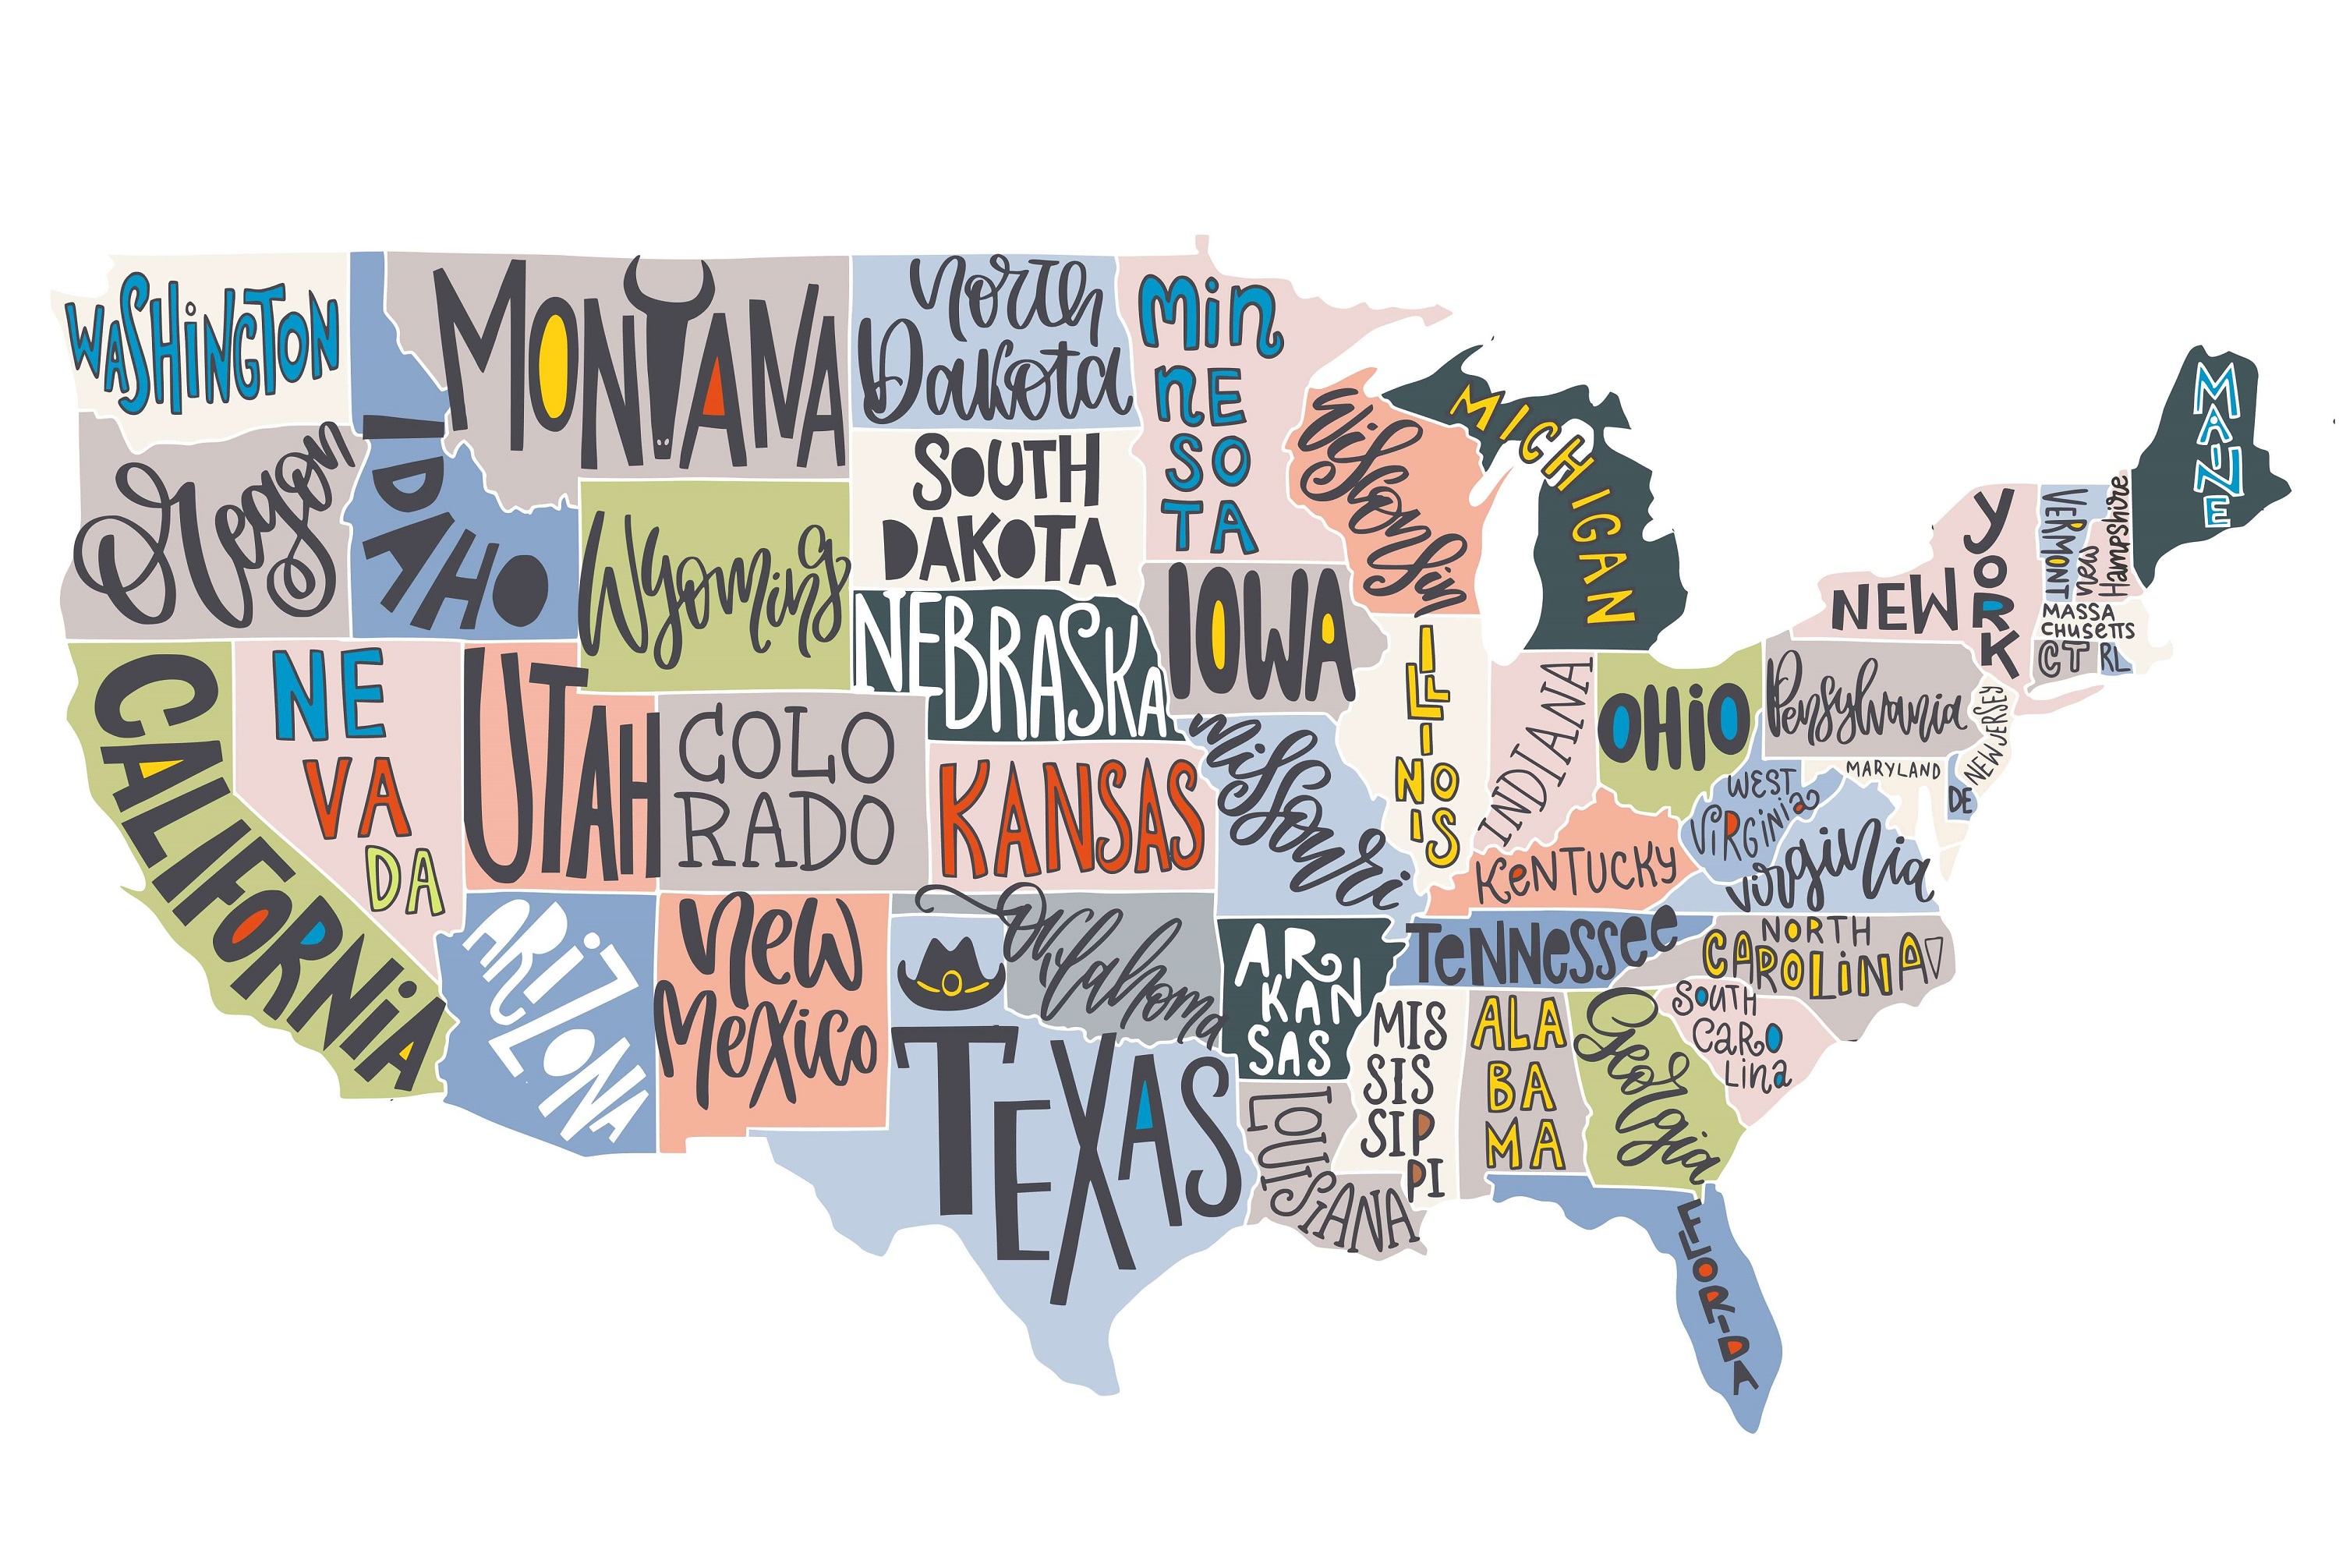 WASHINGTON
Oregon
IDAHO
MONTANA
North
Dakota
SOUTH
DAKOTA
Min
nE
SO
TA
Wisconsin
MICHIGAN
MAINE
Wyoming
NEBRASKA
IOWA
CALIFORNIA
NE
VA
DA
UTAH
COLO
RADO
KANSAS
Missouri
ILLINOIS
INDIANA
OHIO
Pensylvania
NEW YORK
VERMONT
New
Hampshire
MASSA
CHUSETTS
CT
RL
NEW JERSEY
MARYLAND
DE
WEST
VIRGINIA
Virginia
KENTUCKY
TENNESSEE
NORTH
CAROLINA
SOUTH
CARO
Lina
ARIZONA
New
Mexico
Oklahoma
TEXAS
AR
KAN
SAS
LOUISIANA
MIS
SIS
SIP
PI
ALA
BA
MA
Georgia
FLORIDA